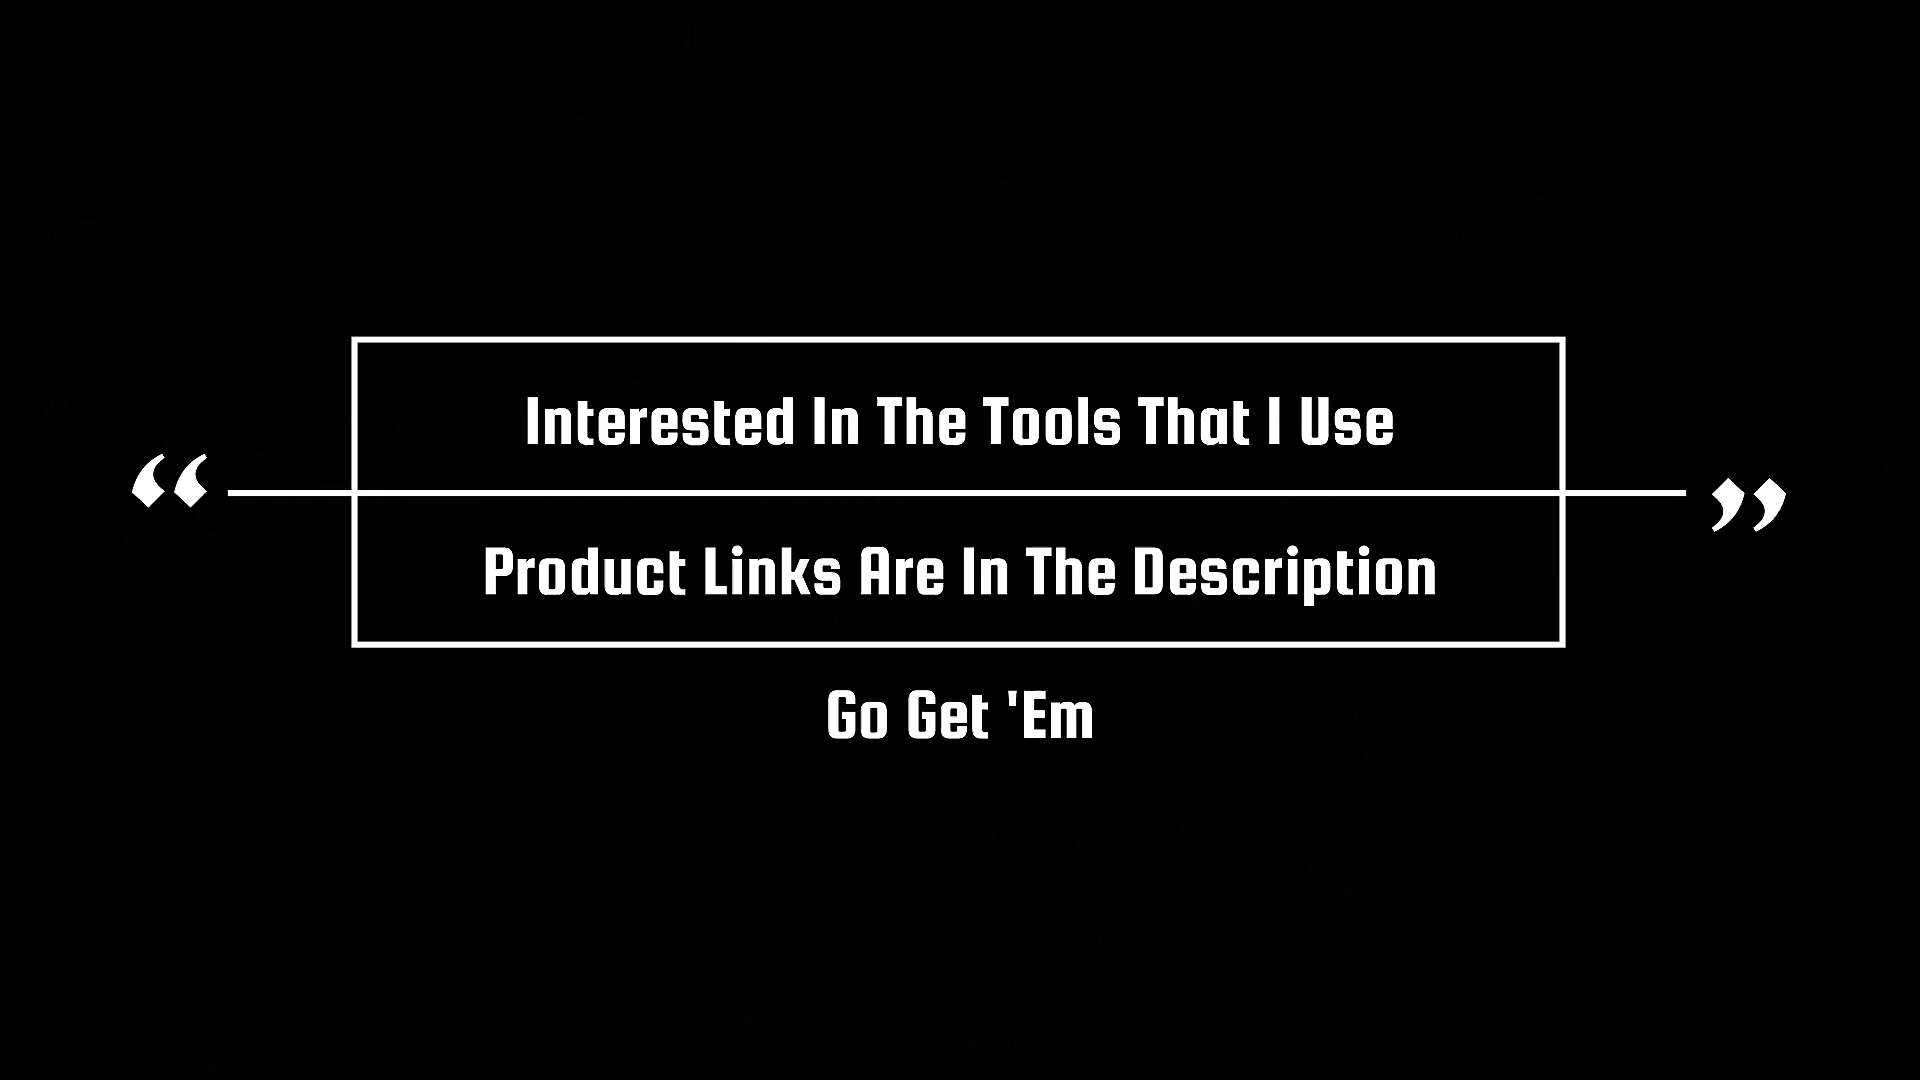 Interested In The Tools That I Use
“ ”
Product Links Are In The Description
Go Get 'Em